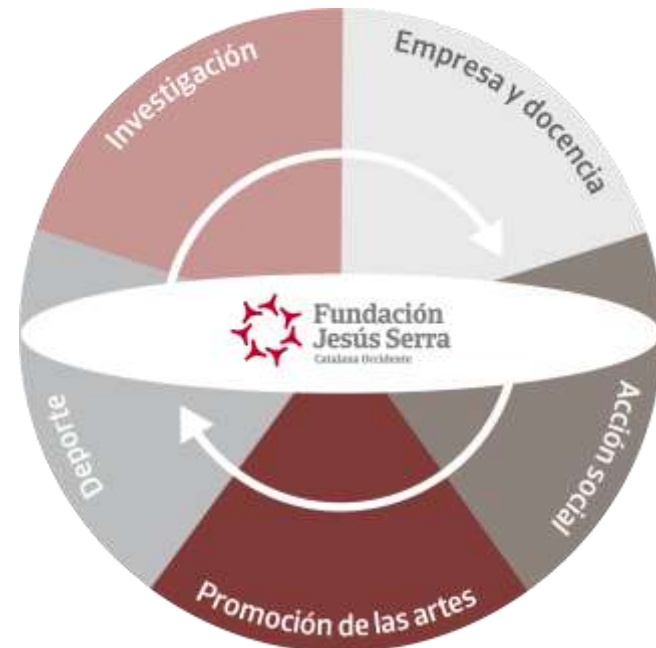 Investigación
Empresa y docencia
Fundación
Jesús Serra
Catalana Occidente
Deporte
Acción social
Promoción de las artes